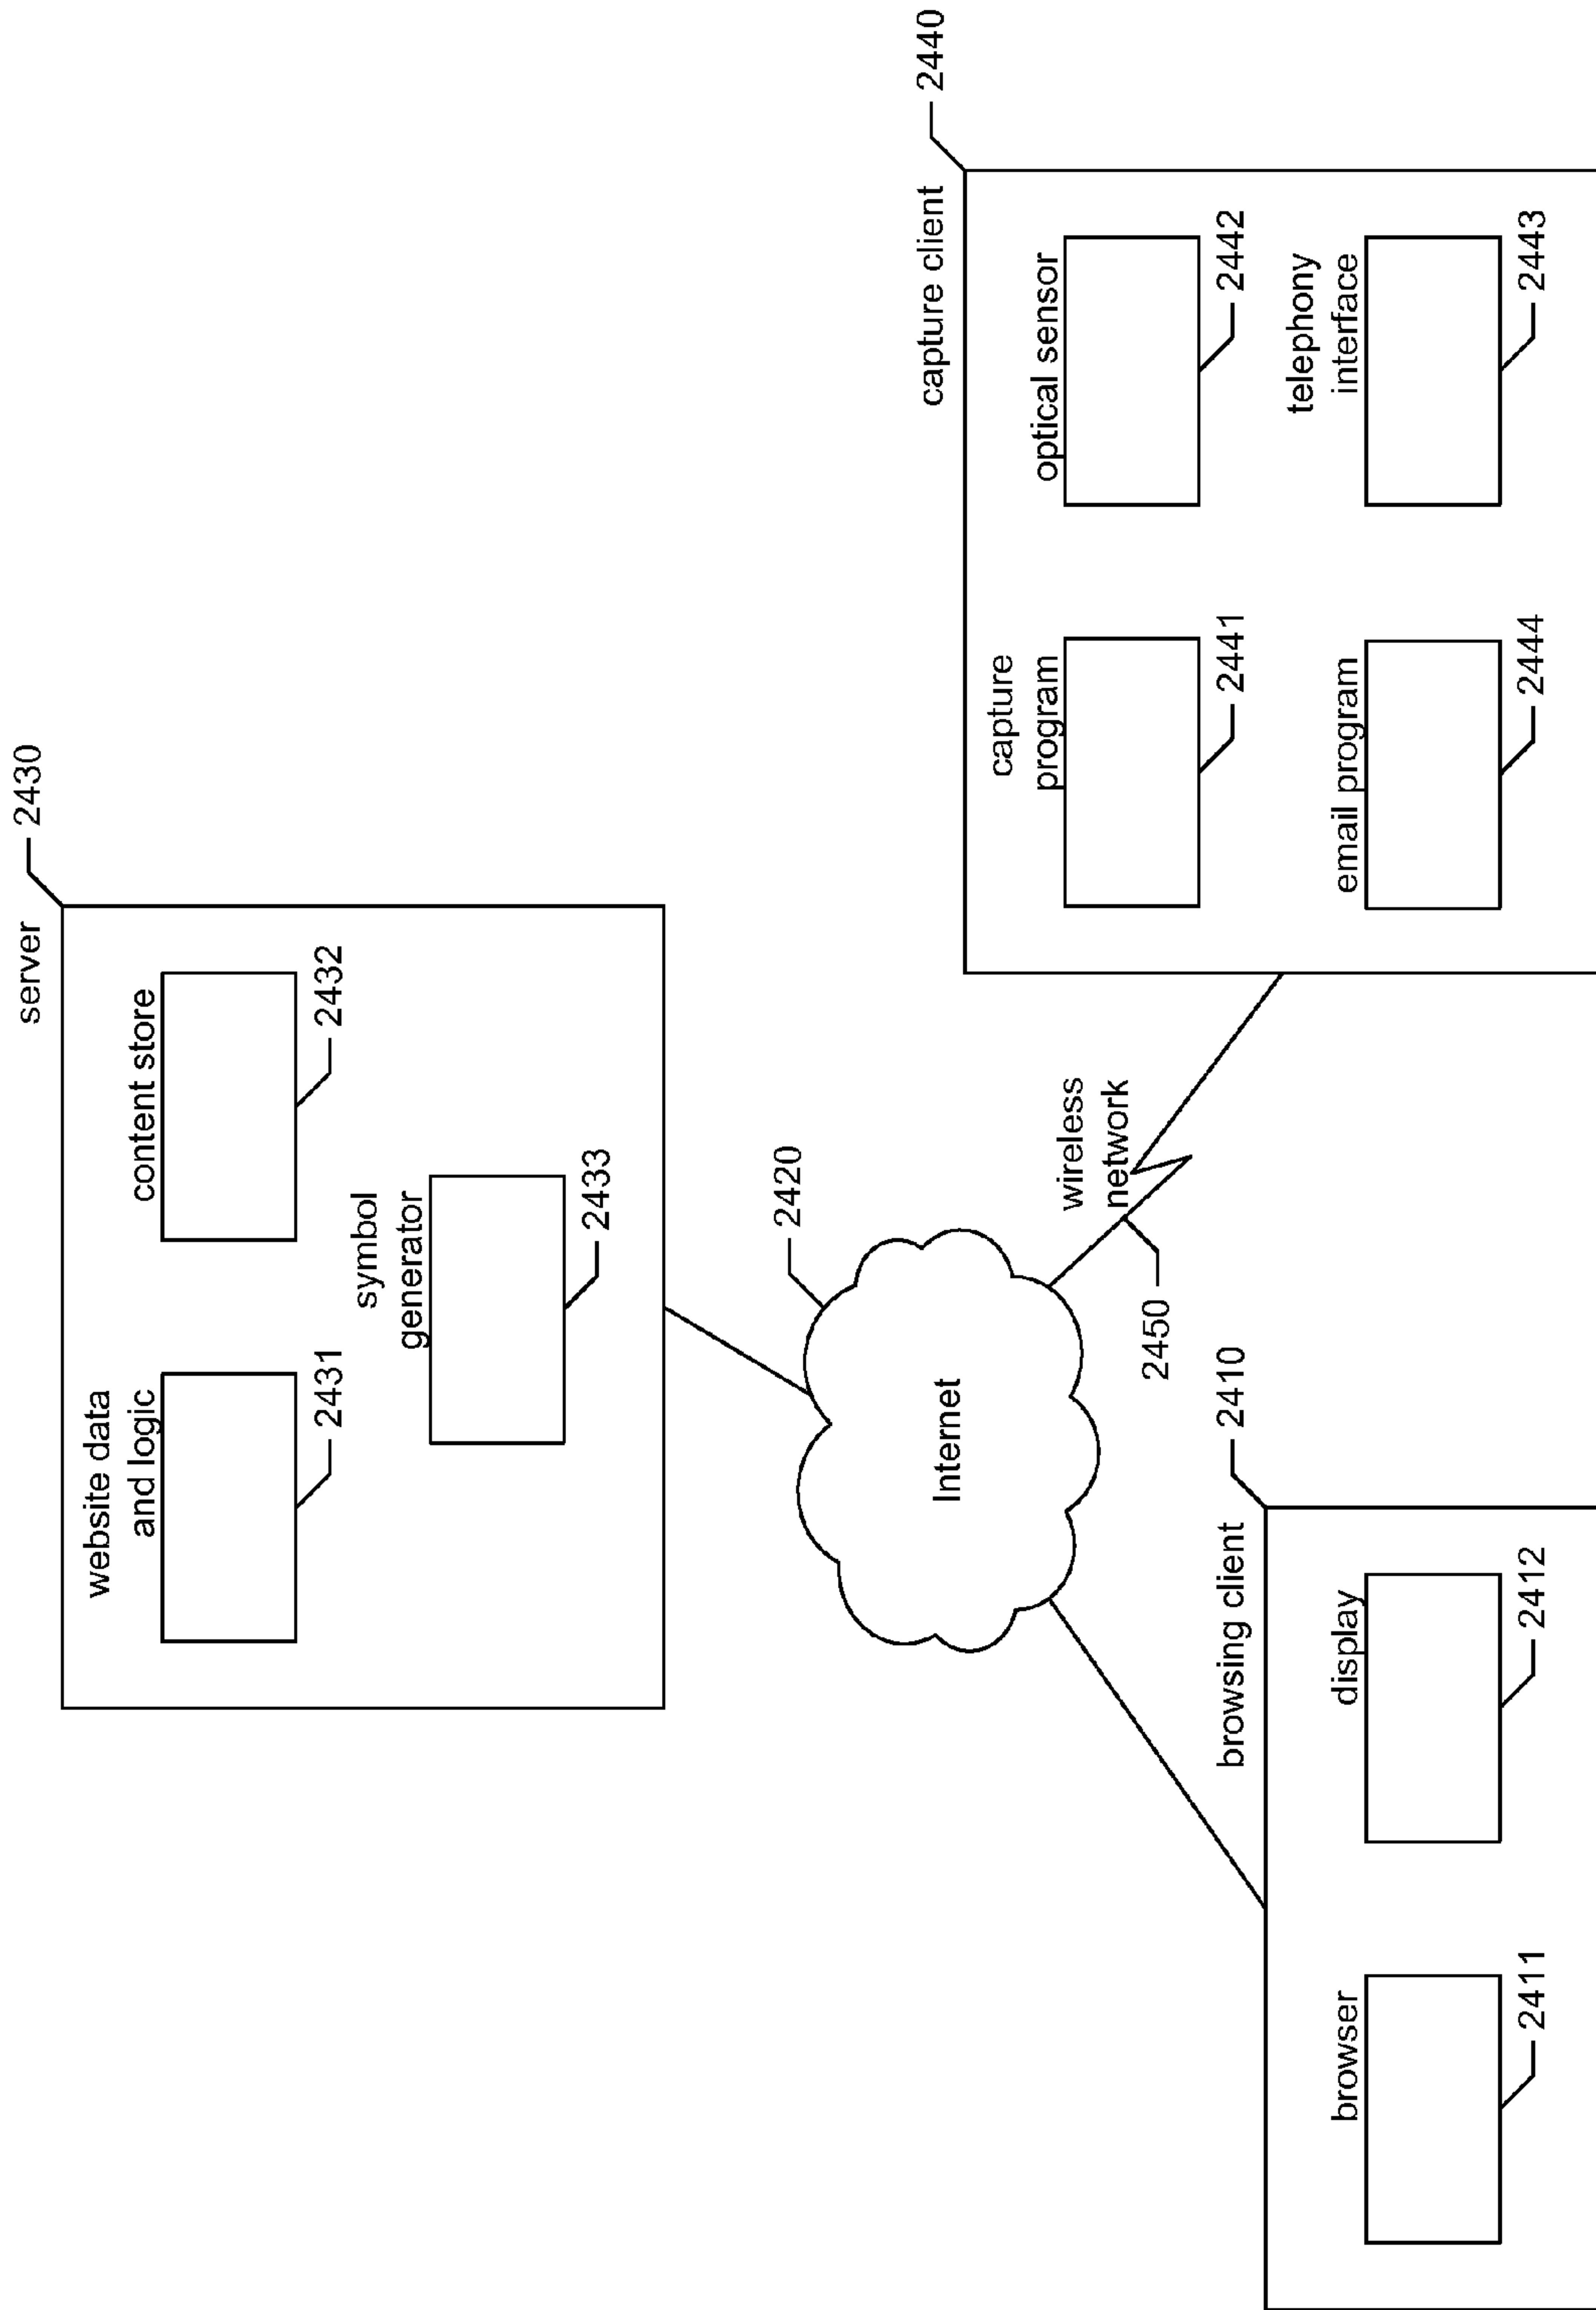 server
2430
website data
and logic
2431
content store
2432
symbol
generator
2433
2420
Internet
wireless
network
2450
capture client
2440
capture
program
2441
optical sensor
2442
email program
2444
telephony
interface
2443
browsing client
2410
browser
2411
display
2412